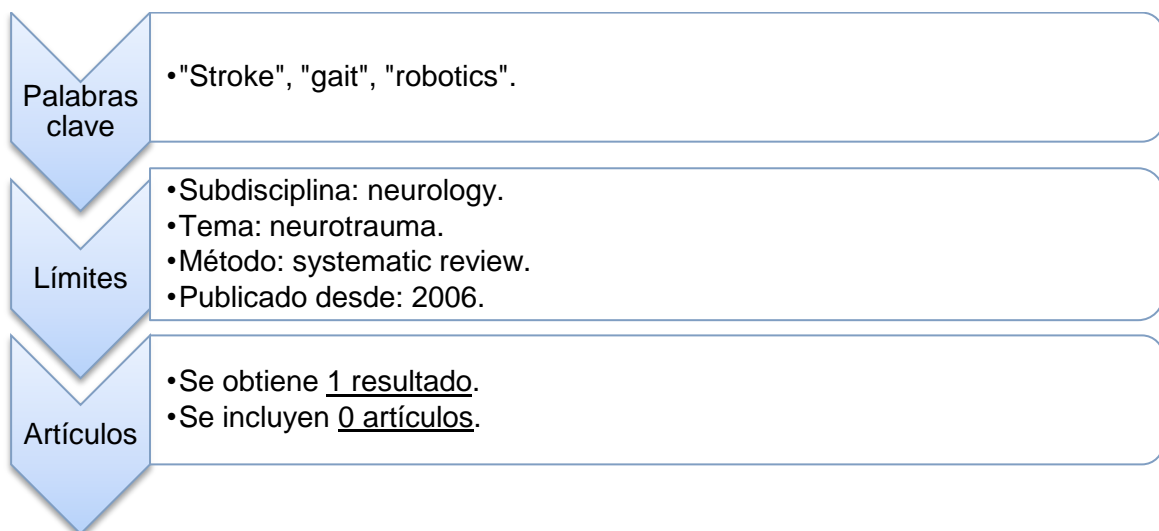 Palabras
clave
•"Stroke", "gait", "robotics".
Límites
•Subdisciplina: neurology.
•Tema: neurotrauma.
•Método: systematic review.
•Publicado desde: 2006.
Artículos
•Se obtiene 1 resultado.
•Se incluyen 0 artículos.